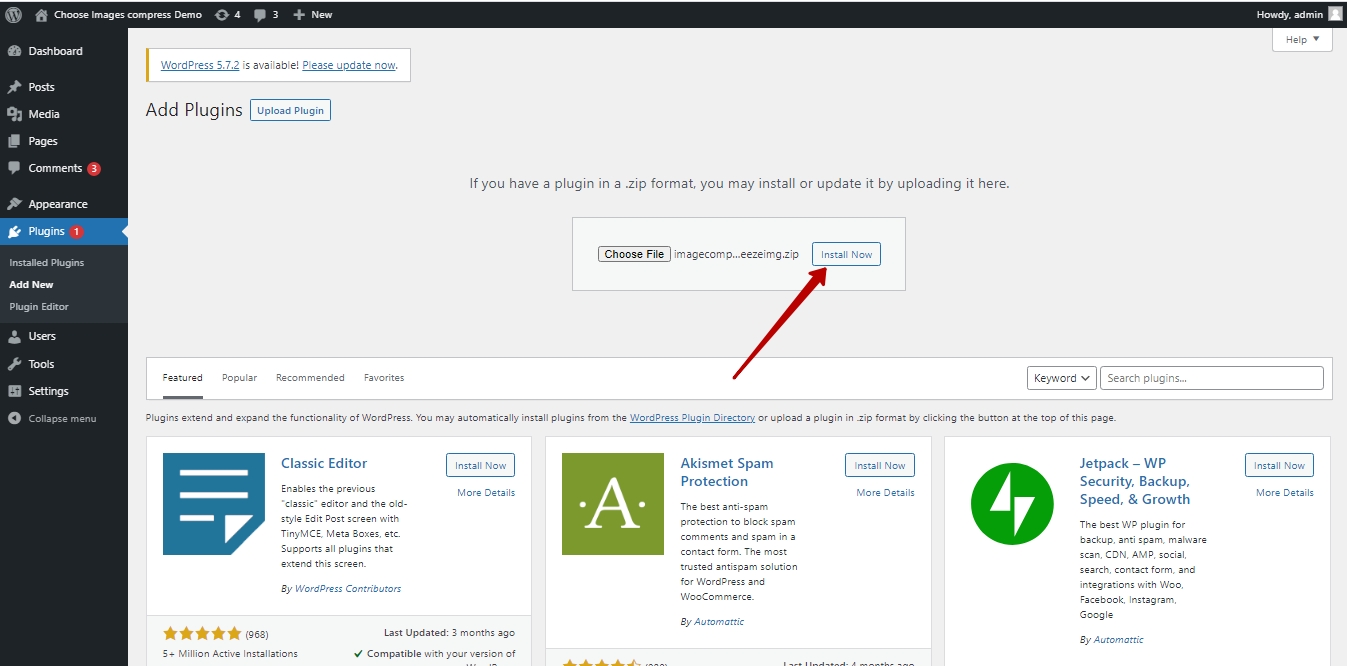 Choose Images compress Demo 4 3 New Howdy, admin
Help
Dashboard
Posts
Media
Pages
Comments 3
Appearance
Plugins 1
Installed Plugins
Add New
Plugin Editor
Users
Tools
Settings
Collapse menu
WordPress 5.7.2 is available! Please update now.
Add Plugins Upload Plugin
If you have a plugin in a .zip format, you may install or update it by uploading it here.
Choose File imagecomp...eezeimg.zip Install Now
Featured Popular Recommended Favorites Keyword Search plugins...
Plugins extend and expand the functionality of WordPress. You may automatically install plugins from the WordPress Plugin Directory or upload a plugin in .zip format by clicking the button at the top of this page.
Classic Editor
Install Now
More Details
Enables the previous
"classic" editor and the old-
style Edit Post screen with
TinyMCE, Meta Boxes, etc.
Supports all plugins that
extend this screen.
By WordPress Contributors
(968)
Last Updated: 3 months ago
5+ Million Active Installations
Compatible with your version of
A
Akismet Spam
Protection
Install Now
More Details
The best anti-spam
protection to block spam
comments and spam in a
contact form. The most
trusted antispam solution
for WordPress and
WooCommerce.
By Automattic
Last Updated: 3 months ago
Jetpack – WP
Security, Backup,
Speed, & Growth
Install Now
More Details
The best WP plugin for
backup, anti spam, malware
scan, CDN, AMP, social,
search, contact form, and
integrations with Woo,
Facebook, Instagram,
Google
By Automattic